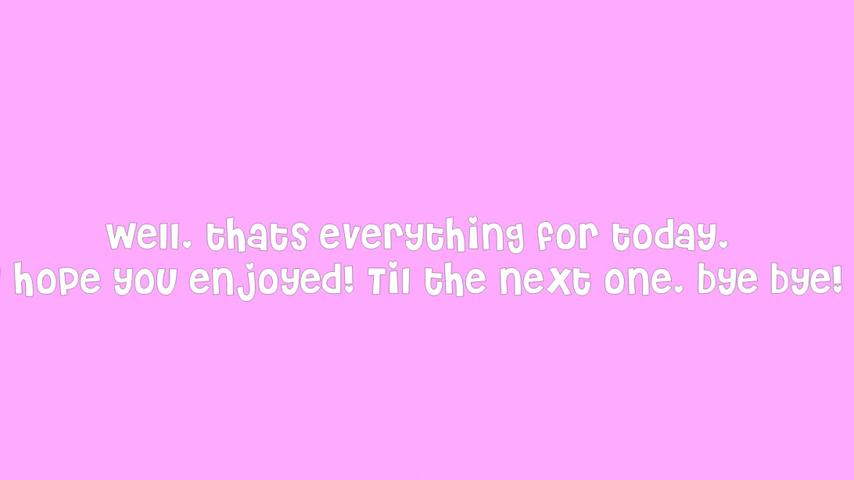 Well. thats everything for today.
hope you enjoyed! Til the next one. bye bye!